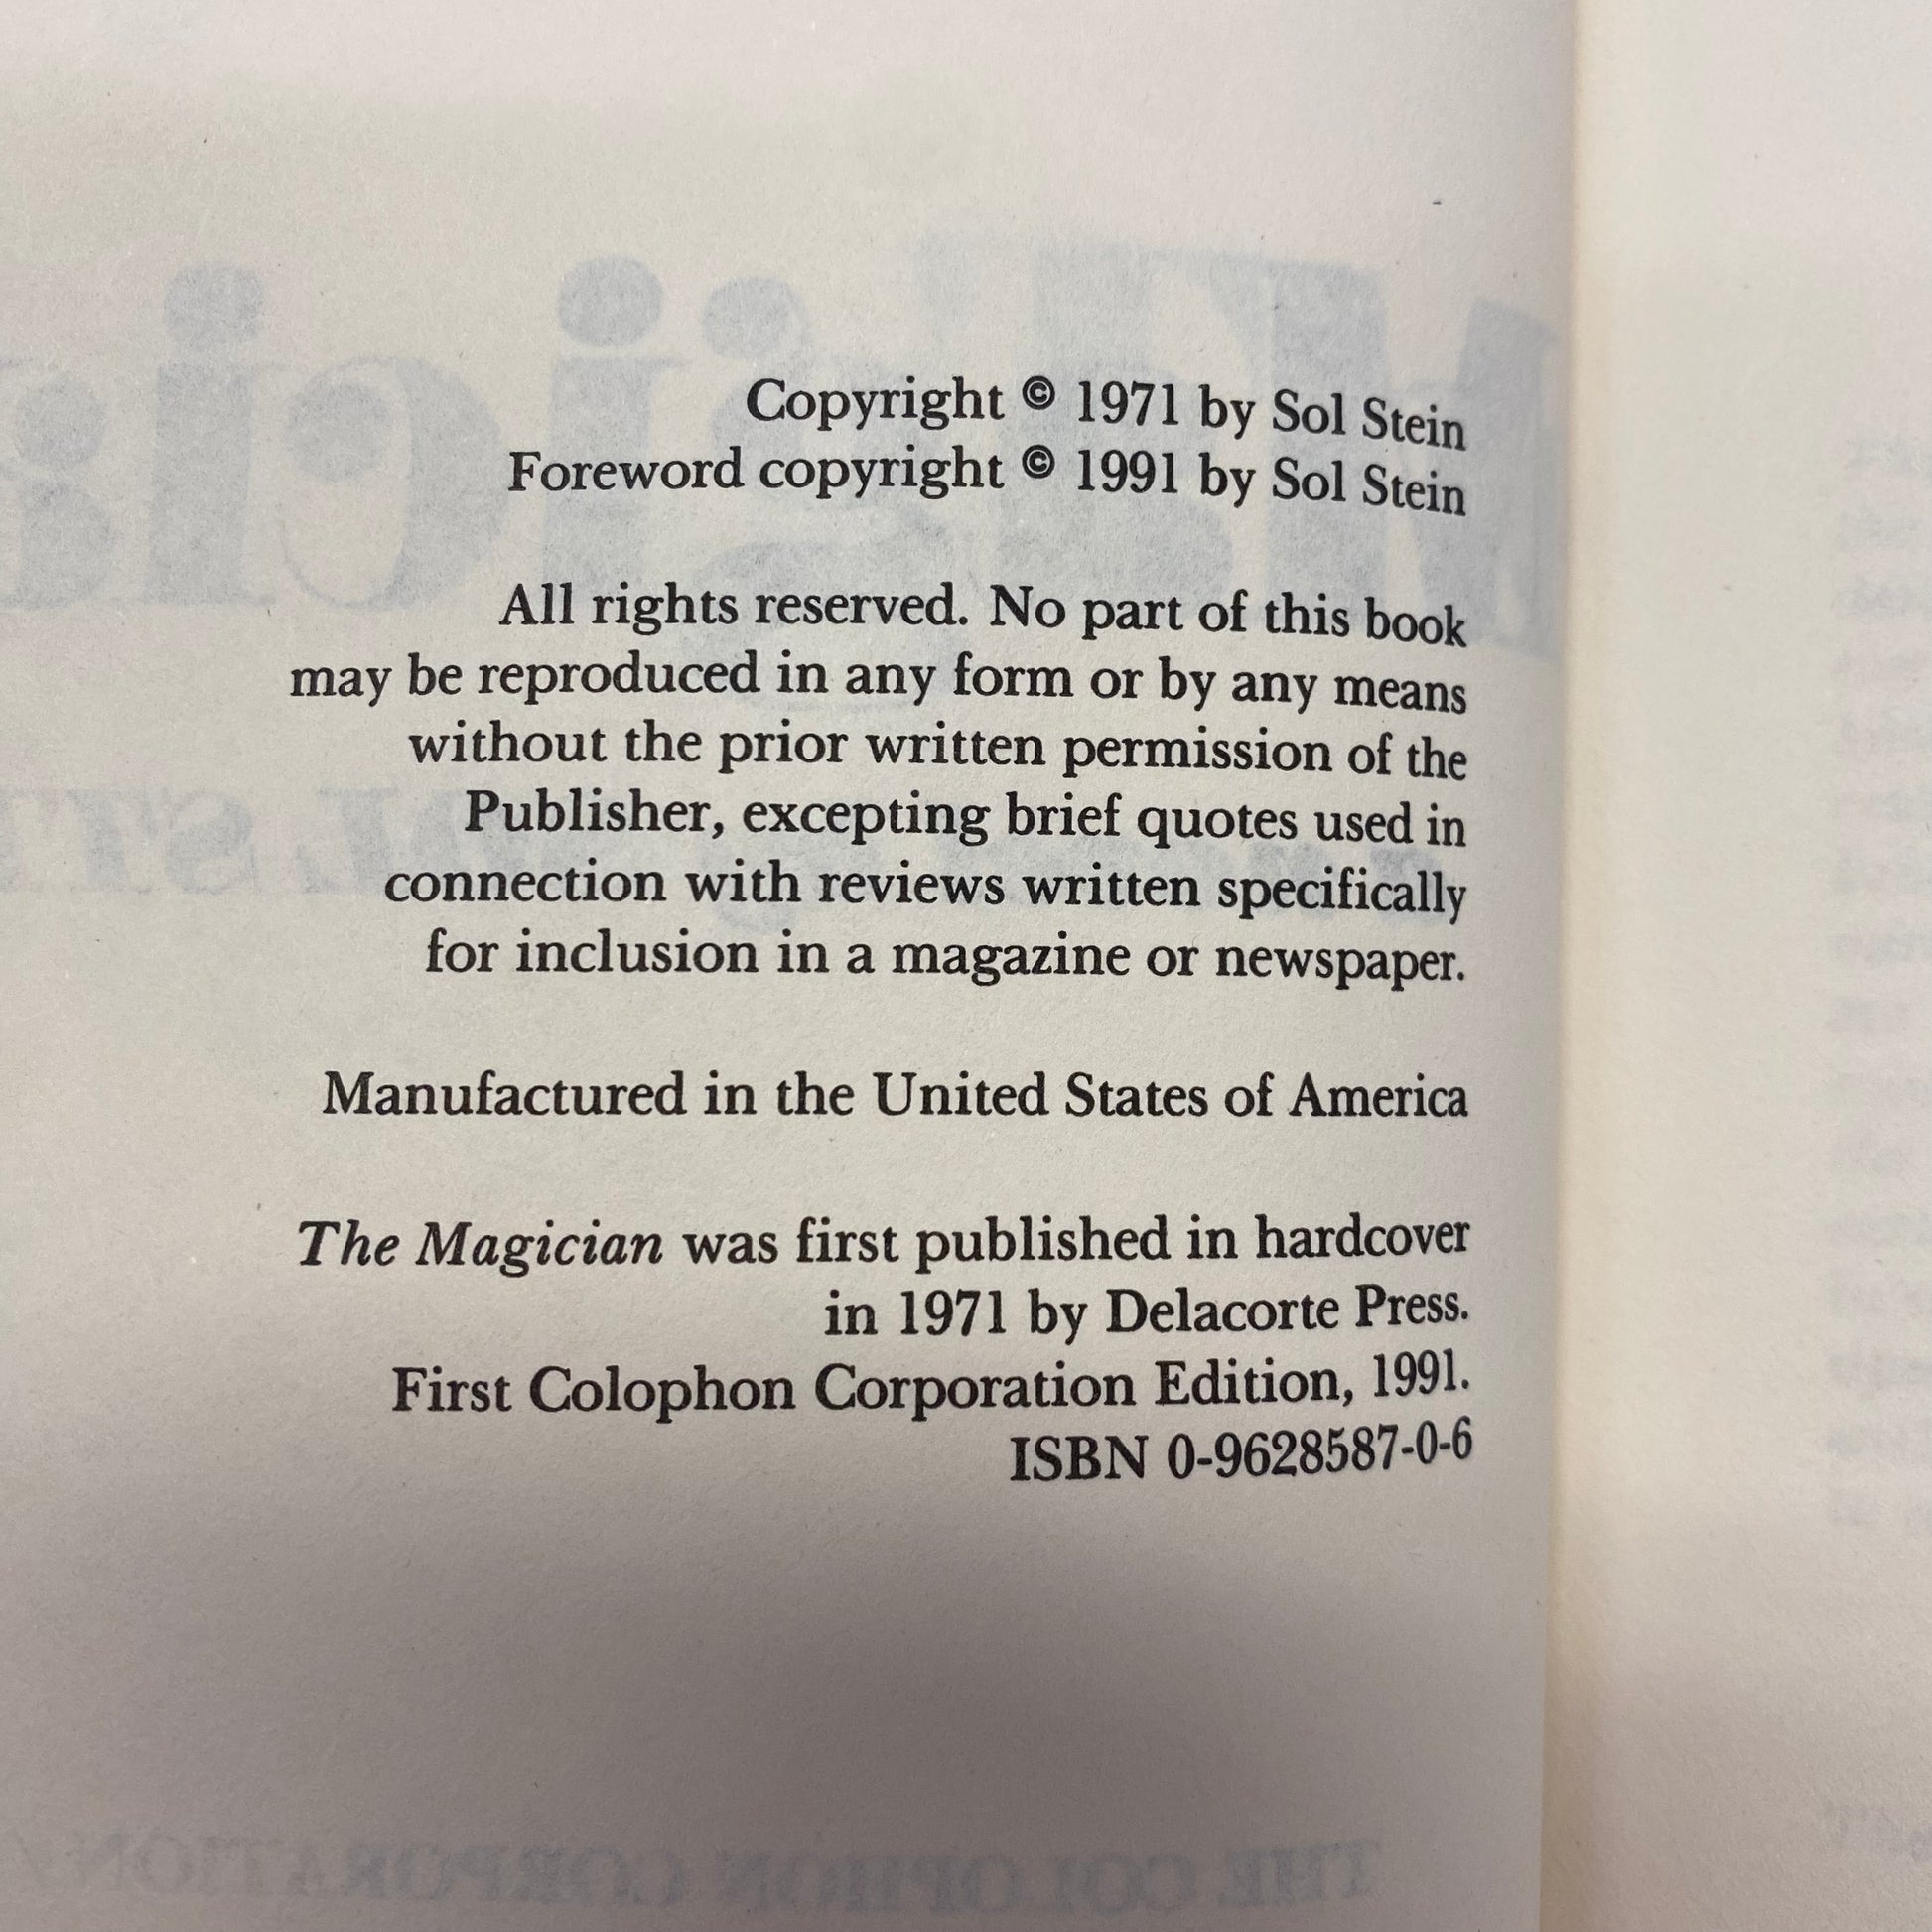 Copyright © 1971 by Sol Stein
Foreword copyright © 1991 by Sol Stein
All rights reserved. No part of this book
may be reproduced in any form or by any means
without the prior written permission of the
Publisher, excepting brief quotes used in
connection with reviews written specifically
for inclusion in a magazine or newspaper.
Manufactured in the United States of America
The Magician was first published in hardcover
in 1971 by Delacorte Press.
First Colophon Corporation Edition, 1991.
ISBN 0-9628587-0-6
THE COLOPHON CORPORATION